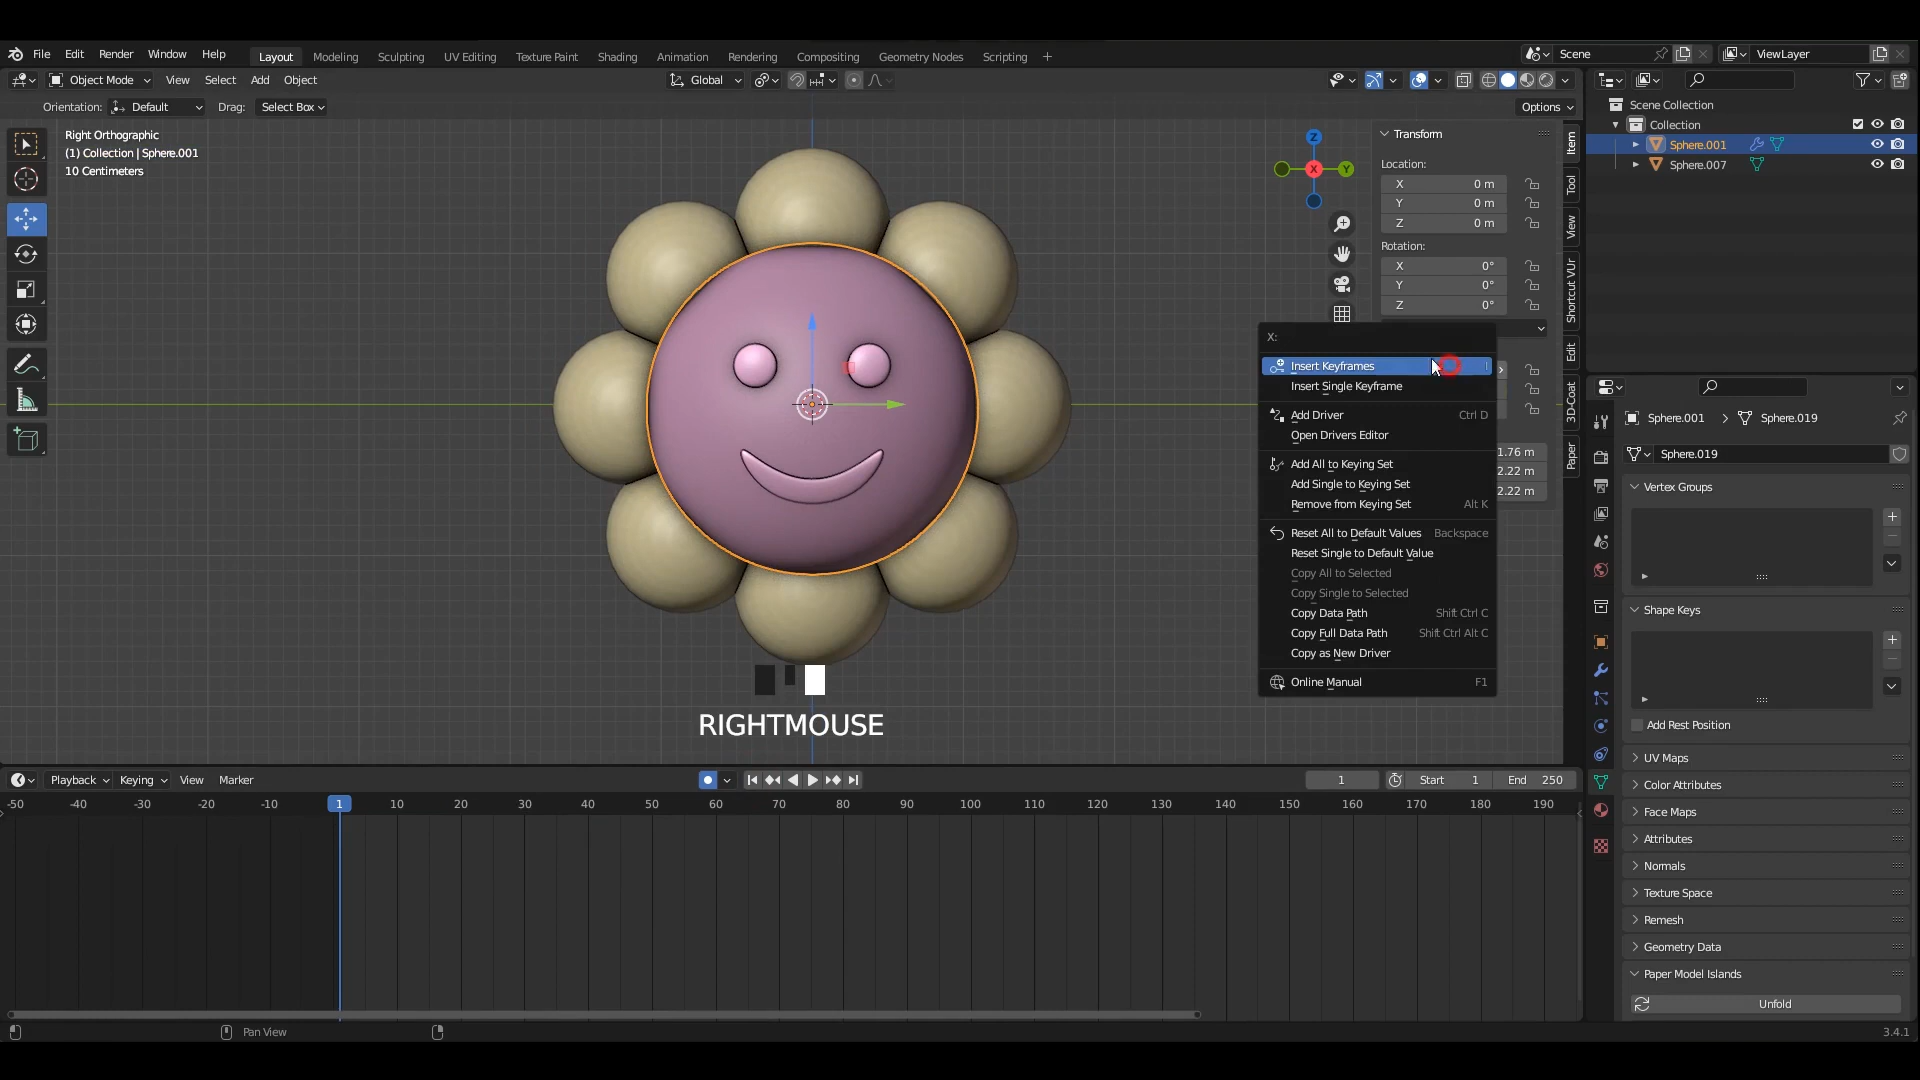 File Edit Render Window Help Layout Modeling Sculpting UV Editing Texture Paint Shading Animation Rendering Compositing Geometry Nodes Scripting + Scene ViewLayer
Object Mode View Select Add Object Global
Orientation: Default Drag: Select Box Options
Right Orthographic
(1) Collection | Sphere.001
10 Centimeters
Z
X
Y
Transform
Location:
X 0 m
Y 0 m
Z 0 m
Rotation:
X 0°
Y 0°
Z 0°
1.76 m
2.22 m
2.22 m
Item
Tool
View
Shortcut VUr
Edit
3D-Coat
Paper
X:
Insert Keyframes I
Insert Single Keyframe
Add Driver Ctrl D
Open Drivers Editor
Add All to Keying Set
Add Single to Keying Set
Remove from Keying Set Alt K
Reset All to Default Values Backspace
Reset Single to Default Value
Copy All to Selected
Copy Single to Selected
Copy Data Path Shift Ctrl C
Copy Full Data Path Shift Ctrl Alt C
Copy as New Driver
Online Manual F1
RIGHTMOUSE
Scene Collection
Collection
Sphere.001
Sphere.007
Sphere.001 > Sphere.019
Sphere.019
Vertex Groups
Shape Keys
Add Rest Position
UV Maps
Color Attributes
Face Maps
Attributes
Normals
Texture Space
Remesh
Geometry Data
Paper Model Islands
Unfold
Playback Keying View Marker 1 Start 1 End 250
-50 -40 -30 -20 -10 1 10 20 30 40 50 60 70 80 90 100 110 120 130 140 150 160 170 180 190
Pan View
3.4.1